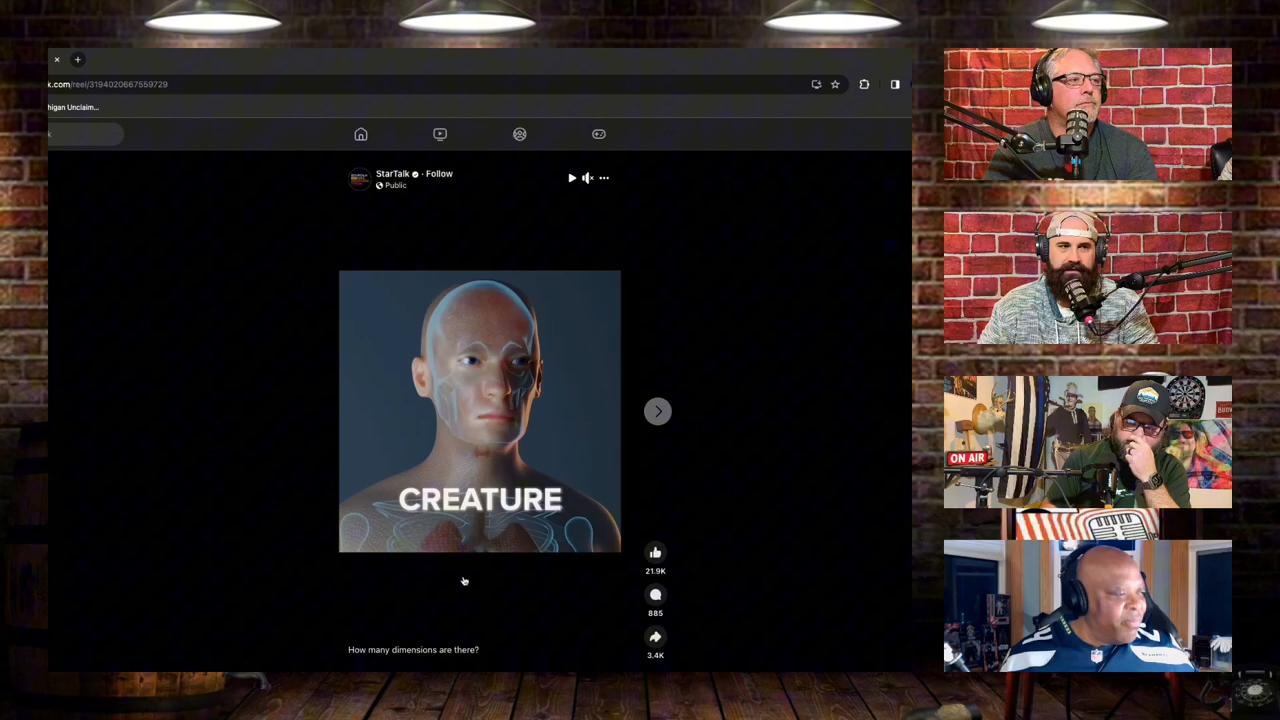 k.com/reel/3194020667559729
higan Unclaim...
k
StarTalk · Follow
Public
CREATURE
21.9K
885
3.4K
How many dimensions are there?
ON AIR